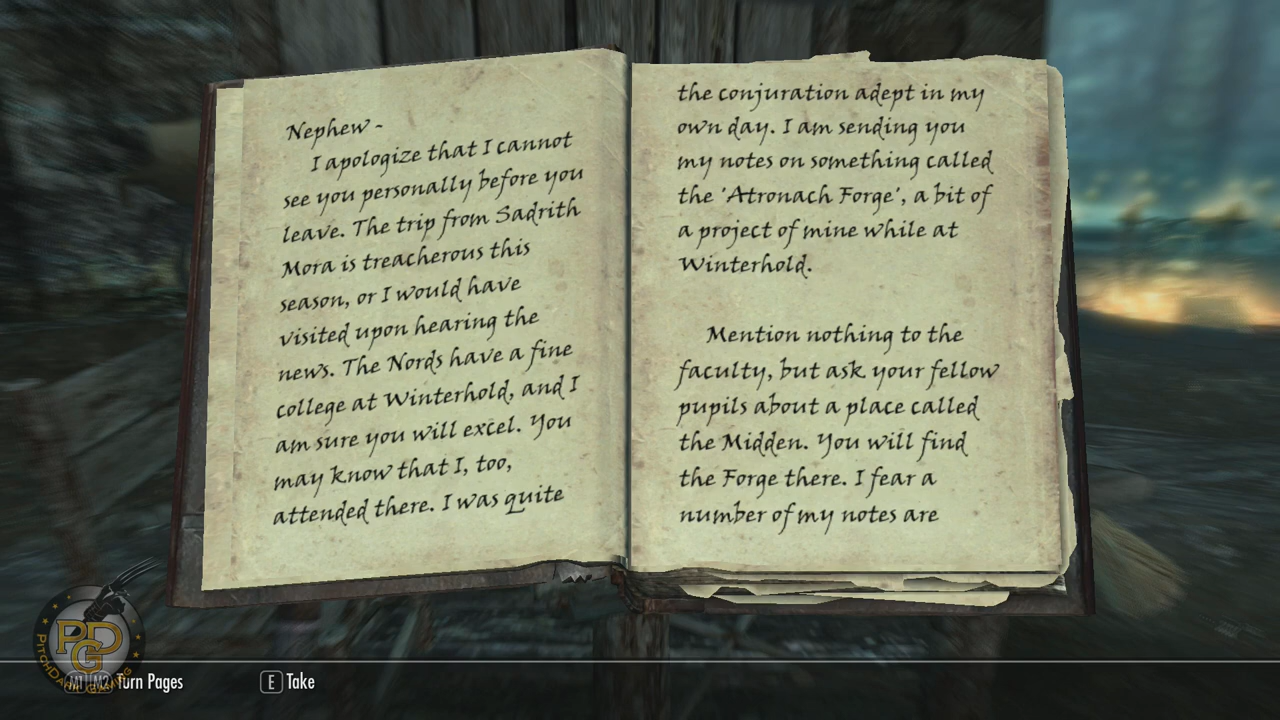 Nephew -
I apologize that I cannot
see you personally before you
leave. The trip from Sadrith
Mora is treacherous this
season, or I would have
visited upon hearing the
news. The Nords have a fine
college at Winterhold, and I
am sure you will excel. You
may know that I, too,
attended there. I was quite
the conjuration adept in my
own day. I am sending you
my notes on something called
the 'Atronach Forge', a bit of
a project of mine while at
Winterhold.
Mention nothing to the
faculty, but ask your fellow
pupils about a place called
the Midden. You will find
the Forge there. I fear a
number of my notes are
PGD
PITCHDARK GAMING
M1 M2 Turn Pages
E Take